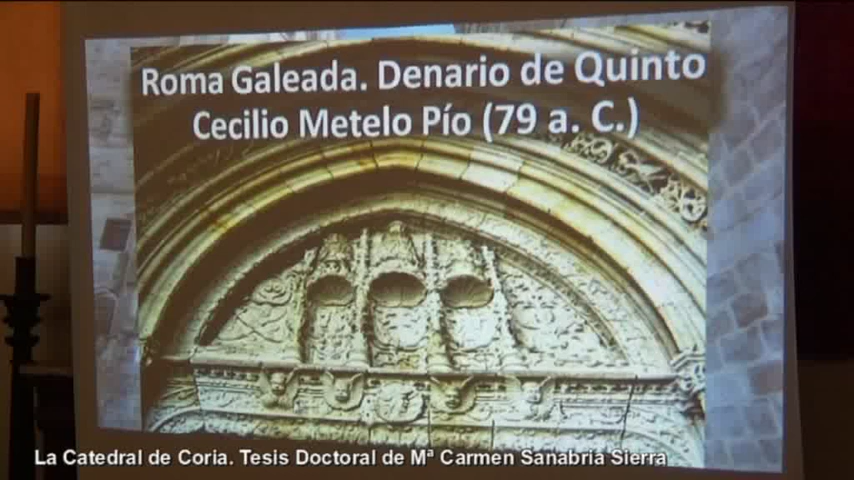 Roma Galeada. Denario de Quinto
Cecilio Metelo Pío (79 a. C.)
La Catedral de Coria. Tesis Doctoral de Mª Carmen Sanabria Sierra